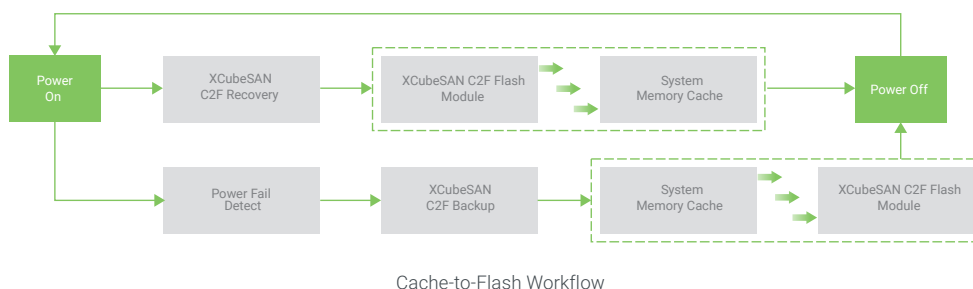 Power
On
XCubeSAN
C2F Recovery
XCubeSAN C2F Flash
Module
System
Memory Cache
Power Off
Power Fail
Detect
XCubeSAN
C2F Backup
System
Memory Cache
XCubeSAN C2F Flash
Module
Cache-to-Flash Workflow